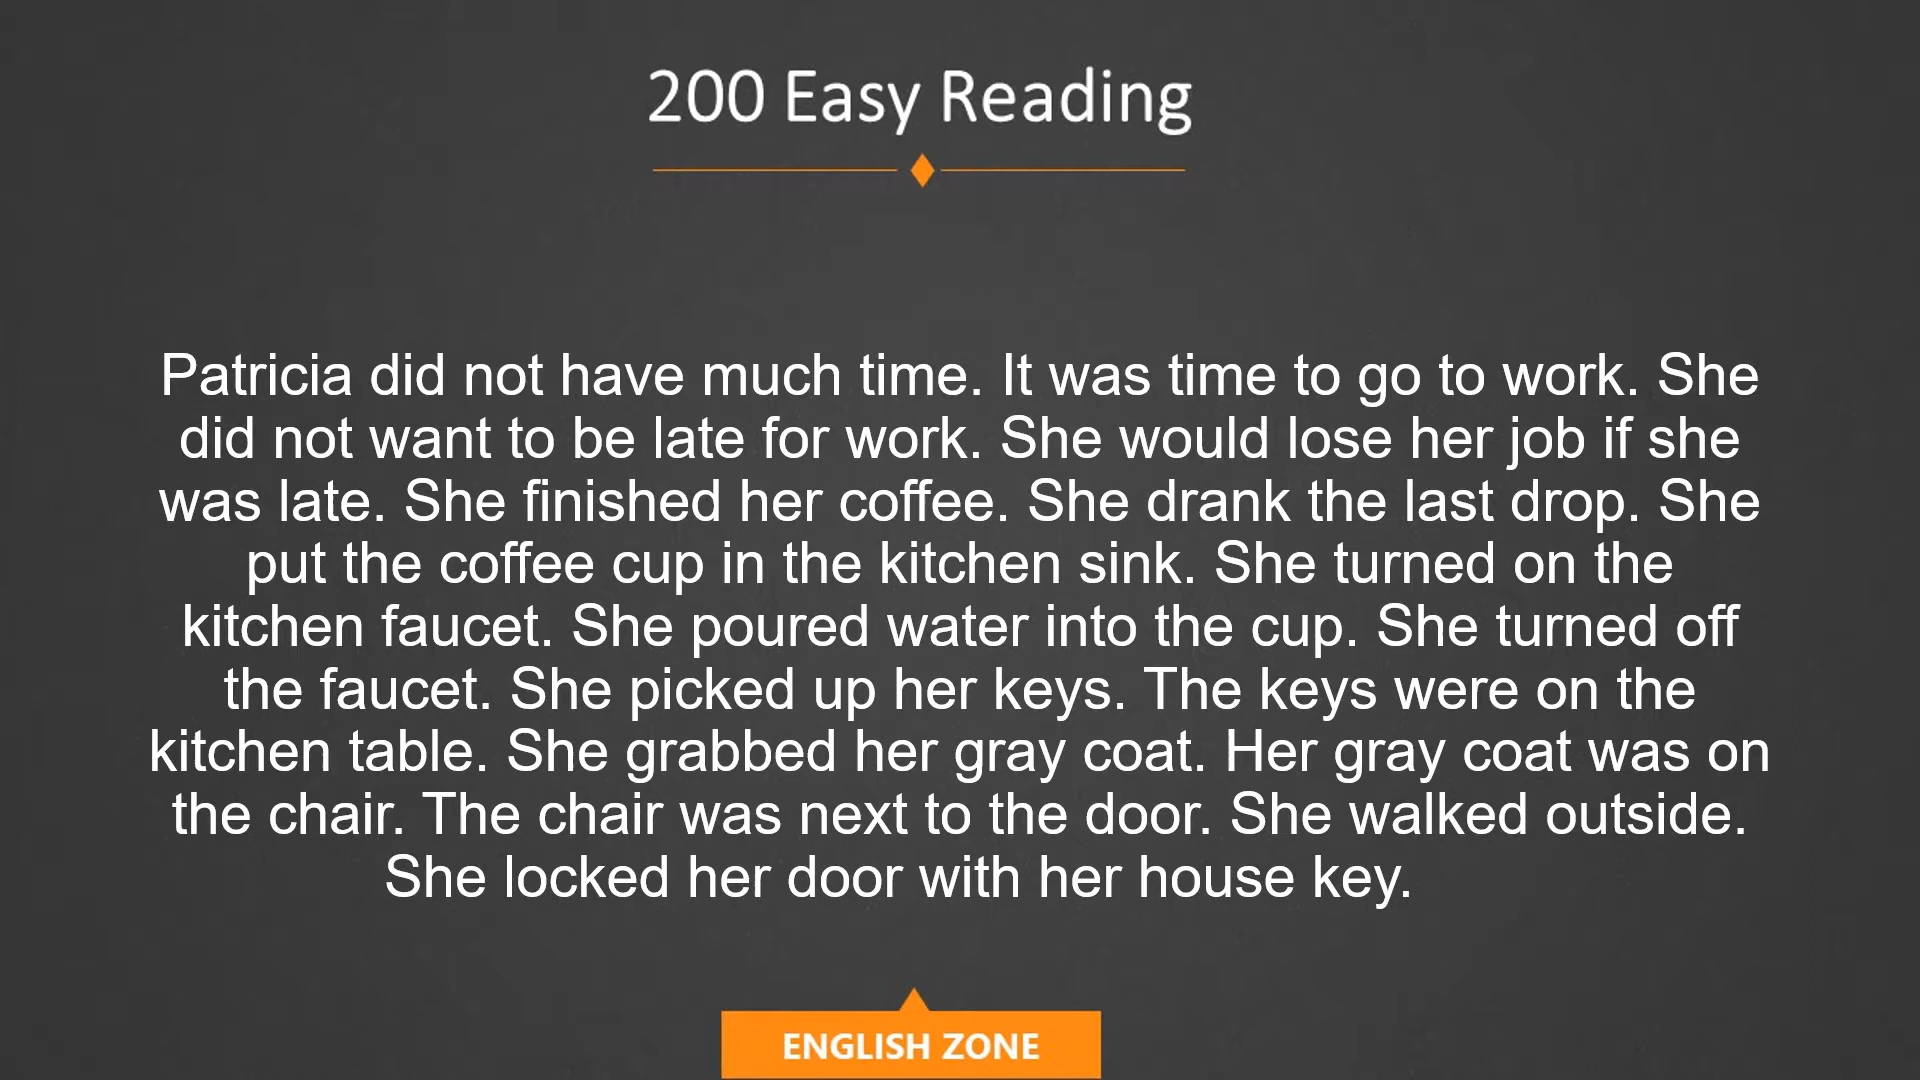 200 Easy Reading
Patricia did not have much time. It was time to go to work. She
did not want to be late for work. She would lose her job if she
was late. She finished her coffee. She drank the last drop. She
put the coffee cup in the kitchen sink. She turned on the
kitchen faucet. She poured water into the cup. She turned off
the faucet. She picked up her keys. The keys were on the
kitchen table. She grabbed her gray coat. Her gray coat was on
the chair. The chair was next to the door. She walked outside.
She locked her door with her house key.
ENGLISH ZONE